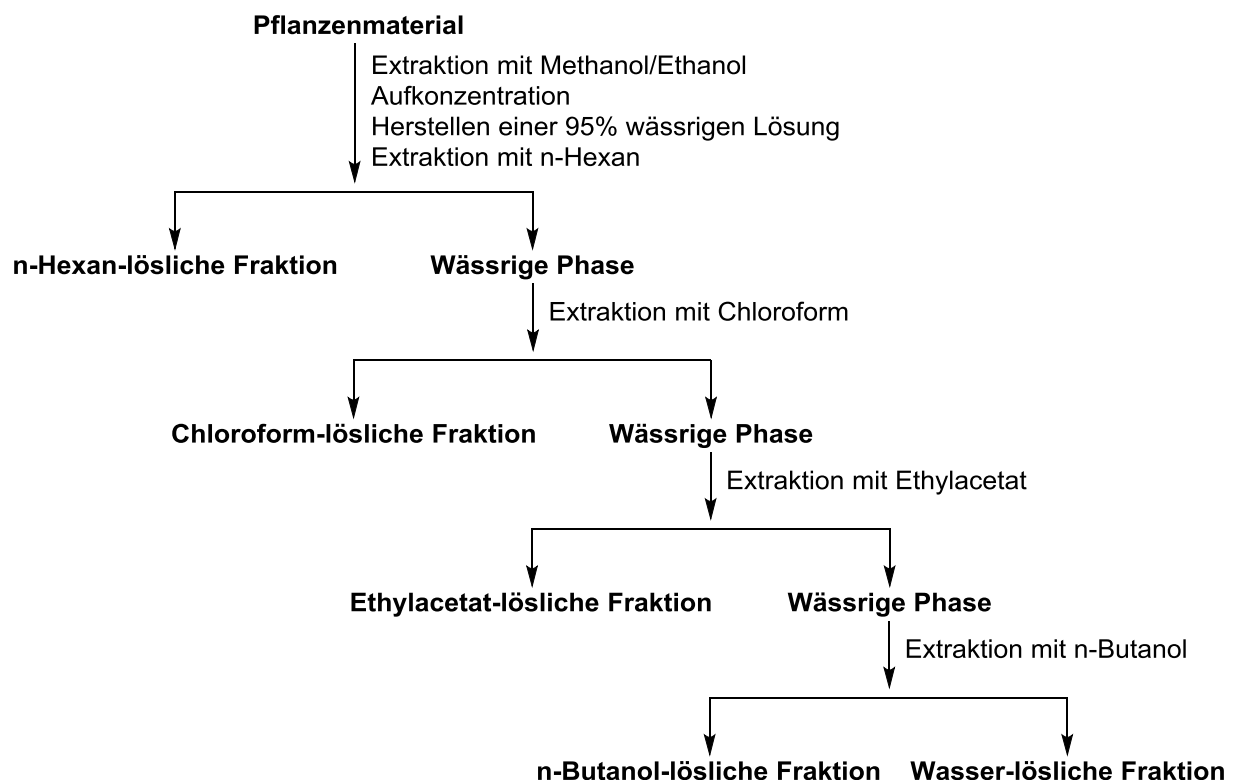 Pflanzenmaterial
Extraktion mit Methanol/Ethanol
Aufkonzentration
Herstellen einer 95% wässrigen Lösung
Extraktion mit n-Hexan
n-Hexan-lösliche Fraktion
Wässrige Phase
Extraktion mit Chloroform
Chloroform-lösliche Fraktion
Wässrige Phase
Extraktion mit Ethylacetat
Ethylacetat-lösliche Fraktion
Wässrige Phase
Extraktion mit n-Butanol
n-Butanol-lösliche Fraktion
Wasser-lösliche Fraktion